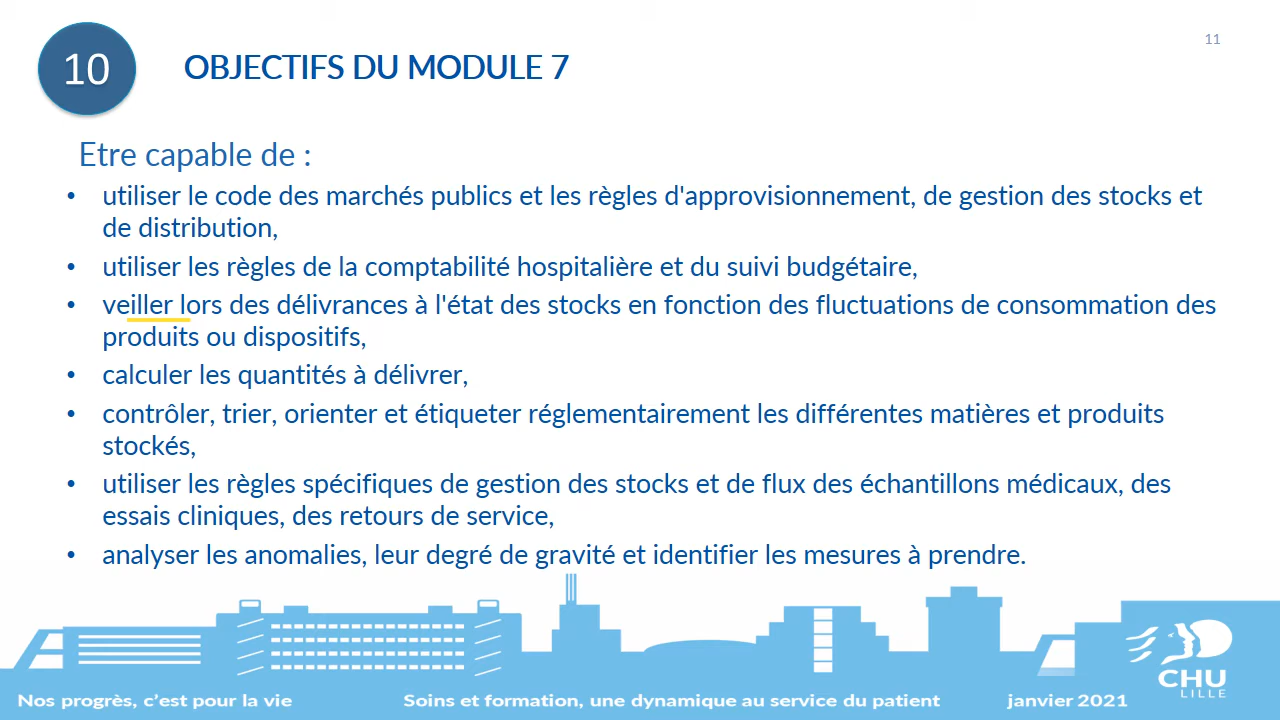 10
OBJECTIFS DU MODULE 7
11
Etre capable de :
• utiliser le code des marchés publics et les règles d'approvisionnement, de gestion des stocks et
de distribution,
• utiliser les règles de la comptabilité hospitalière et du suivi budgétaire,
• veiller lors des délivrances à l'état des stocks en fonction des fluctuations de consommation des
produits ou dispositifs,
• calculer les quantités à délivrer,
• contrôler, trier, orienter et étiqueter réglementairement les différentes matières et produits
stockés,
• utiliser les règles spécifiques de gestion des stocks et de flux des échantillons médicaux, des
essais cliniques, des retours de service,
• analyser les anomalies, leur degré de gravité et identifier les mesures à prendre.
Nos progrès, c'est pour la vie
Soins et formation, une dynamique au service du patient
janvier 2021
CHU
LILLE